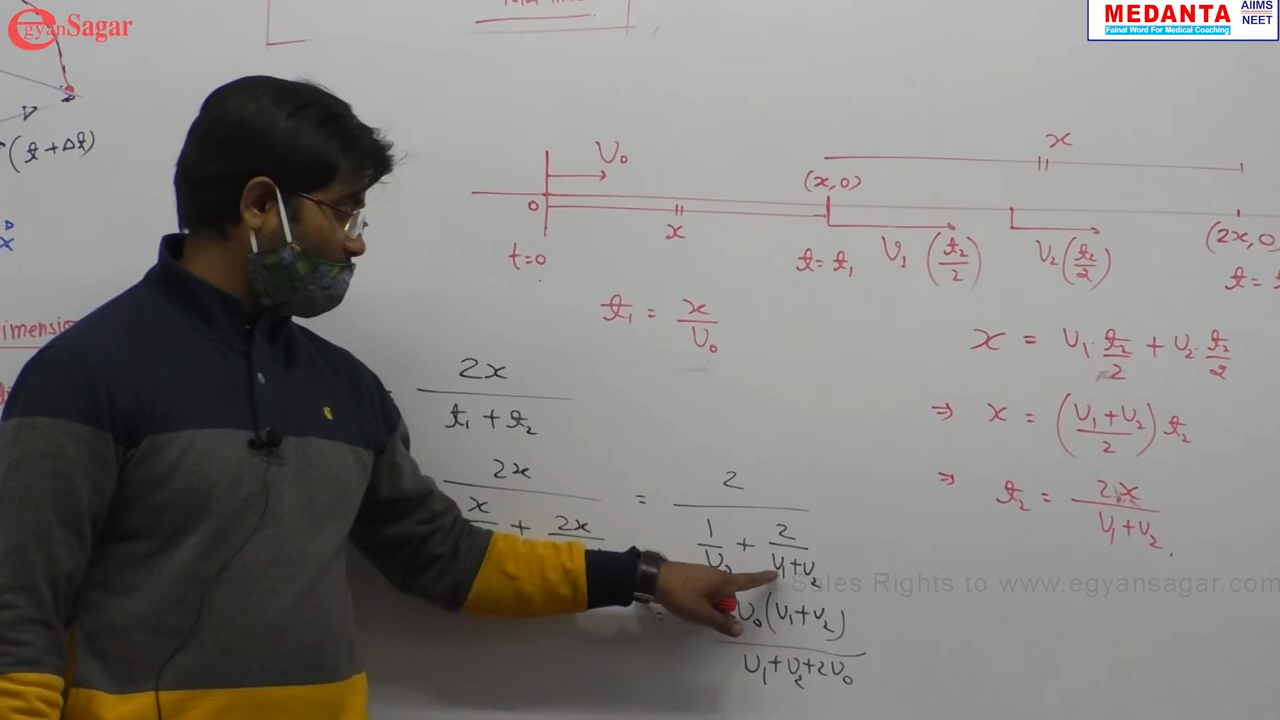 egyanSagar
MEDANTA AIIMS NEET
Fainal Word For Medical Coaching
(t + Δt)
x
U₀
(x,0)
0
x
(2x,0
t=0
t = t₁
U₁ (t₂/2)
U₂ (t₂/2)
t =
t₁ = x/U₀
x = U₁·t₂/2 + U₂·t₂/2
2x/(t₁ + t₂)
⇒ x = ((U₁ + U₂)/2) t₂
2x/(x + 2x) = 2/(1/U₀ + 2/(U₁+U₂))
⇒ t₂ = 2x/(U₁+U₂).
Sales Rights to www.egyansagar.com
= U₀(U₁+U₂)/(U₁+U₂+2U₀)